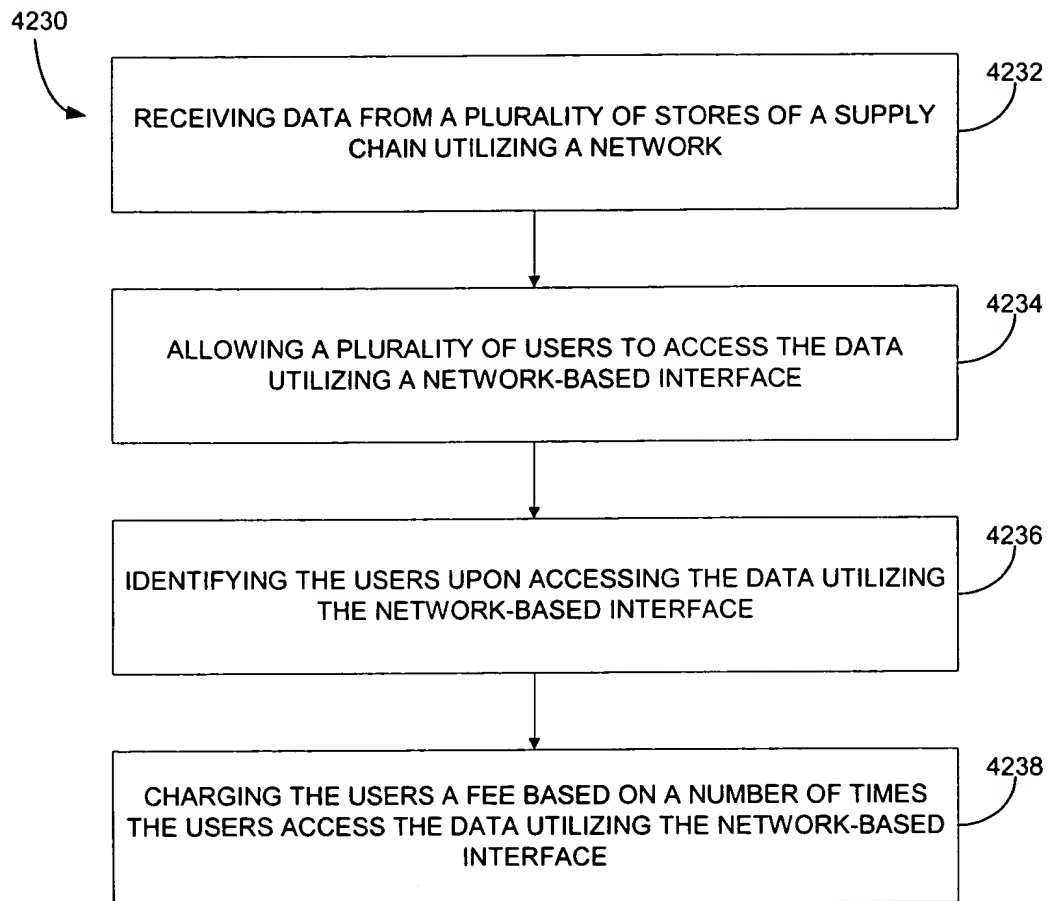 4230
4232
RECEIVING DATA FROM A PLURALITY OF STORES OF A SUPPLY
CHAIN UTILIZING A NETWORK
4234
ALLOWING A PLURALITY OF USERS TO ACCESS THE DATA
UTILIZING A NETWORK-BASED INTERFACE
4236
IDENTIFYING THE USERS UPON ACCESSING THE DATA UTILIZING
THE NETWORK-BASED INTERFACE
4238
CHARGING THE USERS A FEE BASED ON A NUMBER OF TIMES
THE USERS ACCESS THE DATA UTILIZING THE NETWORK-BASED
INTERFACE